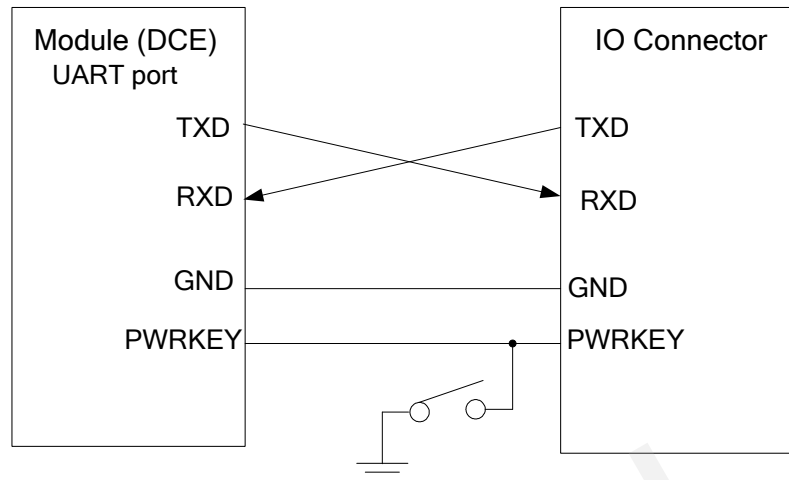 Module (DCE)
UART port
TXD
RXD
GND
PWRKEY
IO Connector
TXD
RXD
GND
PWRKEY